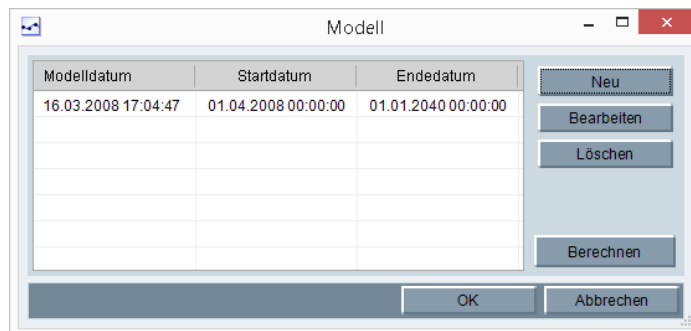 Modell
Modelldatum Startdatum Endedatum
16.03.2008 17:04:47 01.04.2008 00:00:00 01.01.2040 00:00:00
Neu
Bearbeiten
Löschen
Berechnen
OK Abbrechen